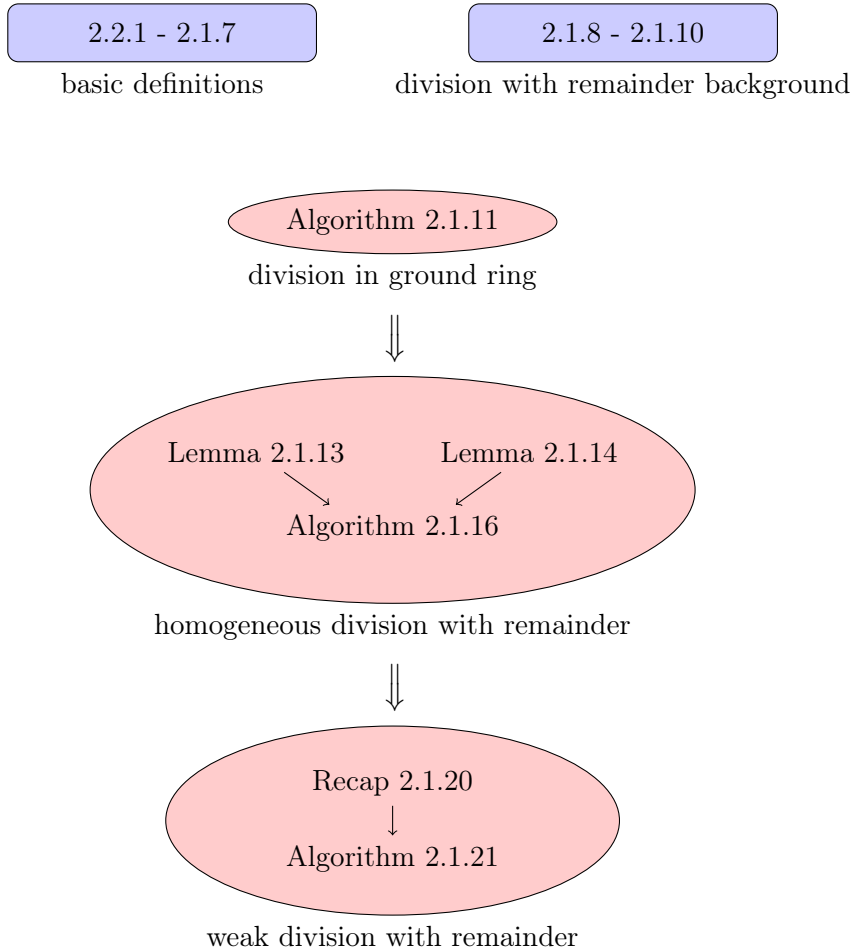 2.2.1 - 2.1.7
2.1.8 - 2.1.10
basic definitions
division with remainder background
Algorithm 2.1.11
division in ground ring
Lemma 2.1.13
Lemma 2.1.14
Algorithm 2.1.16
homogeneous division with remainder
Recap 2.1.20
Algorithm 2.1.21
weak division with remainder